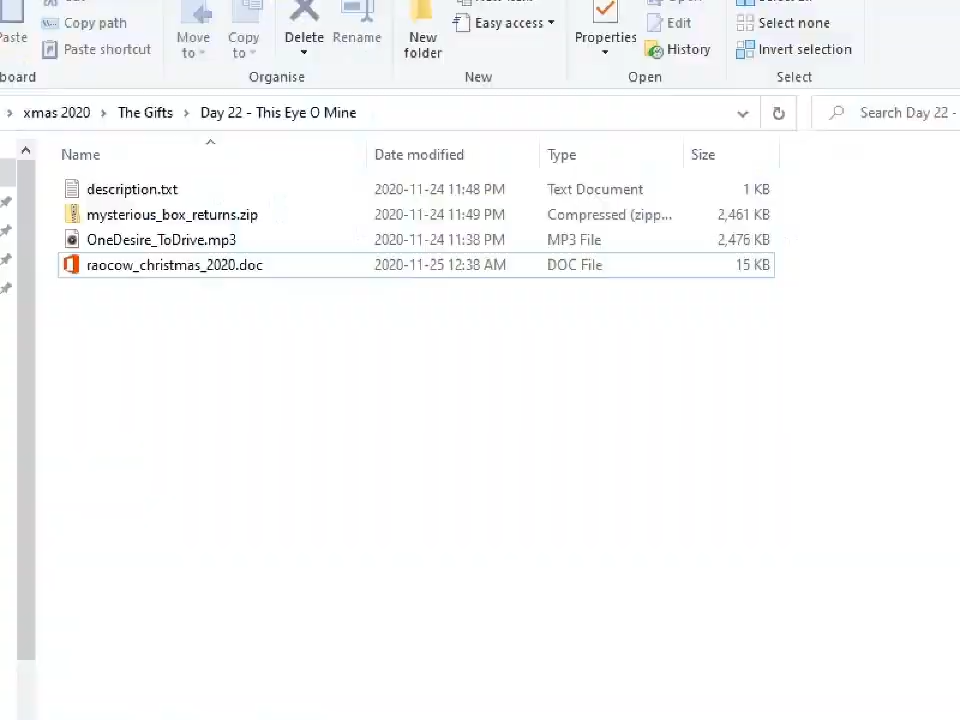 Copy path
Paste
Paste shortcut
Move to
Copy to
Delete
Rename
New folder
Easy access
Properties
Edit
History
Select none
Invert selection
board
Organise
New
Open
Select
xmas 2020 > The Gifts > Day 22 - This Eye O Mine
Search Day 22 -
Name Date modified Type Size
description.txt 2020-11-24 11:48 PM Text Document 1 KB
mysterious_box_returns.zip 2020-11-24 11:49 PM Compressed (zipp... 2,461 KB
OneDesire_ToDrive.mp3 2020-11-24 11:38 PM MP3 File 2,476 KB
raocow_christmas_2020.doc 2020-11-25 12:38 AM DOC File 15 KB